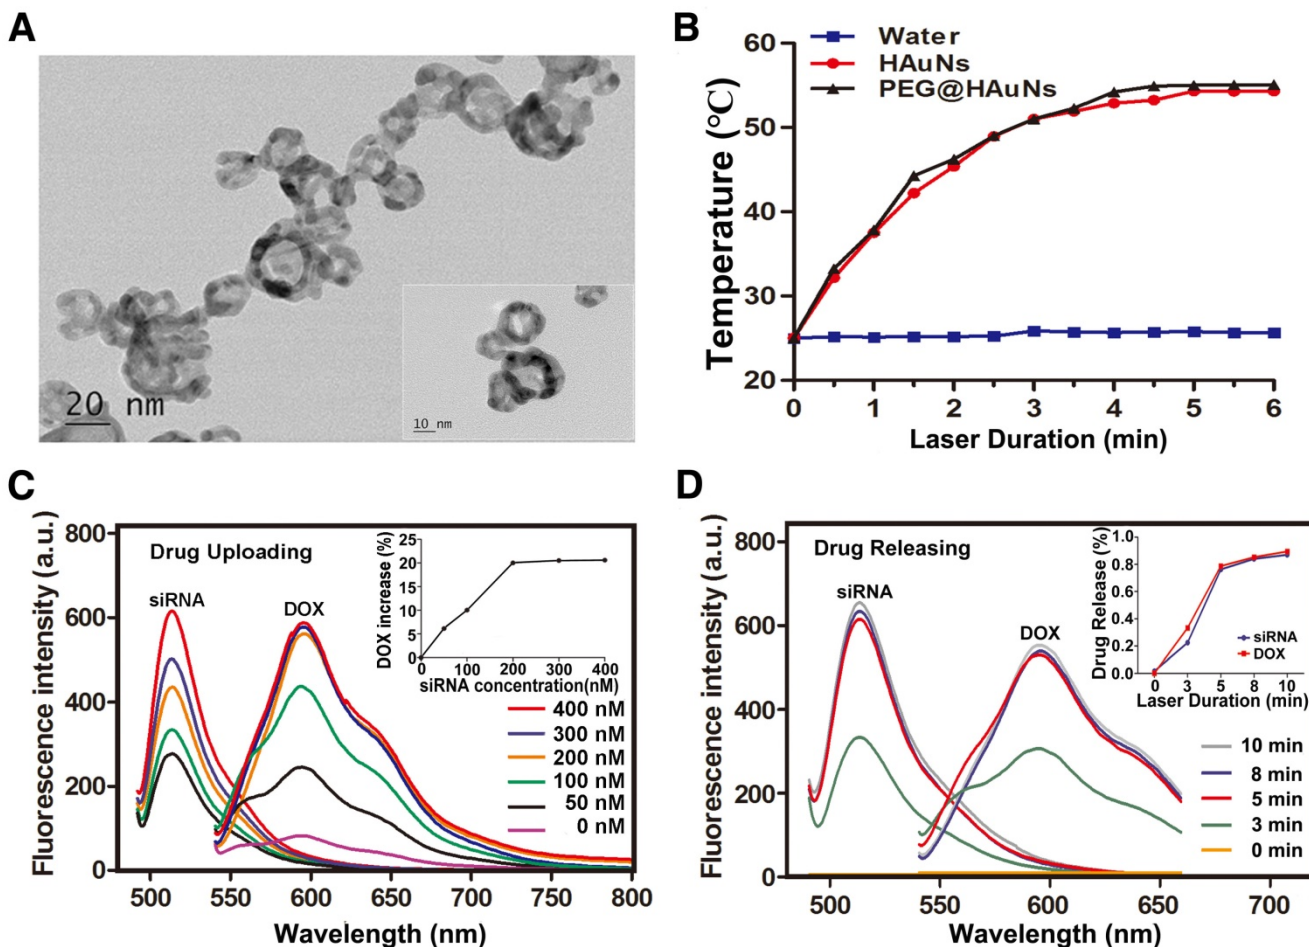 A
20 nm
10 nm
B
Water
HAuNs
PEG@HAuNs
Temperature (°C)
60
50
40
30
20
0 1 2 3 4 5 6
Laser Duration (min)
C
Fluorescence intensity (a.u.)
800
600
400
200
0
Drug Uploading
siRNA
DOX
DOX increase (%)
25
20
15
10
5
0
0 100 200 300 400
siRNA concentration(nM)
400 nM
300 nM
200 nM
100 nM
50 nM
0 nM
500 550 600 650 700 750 800
Wavelength (nm)
D
Fluorescence intensity (a.u.)
800
600
400
200
0
Drug Releasing
siRNA
DOX
Drug Release (%)
1.0
0.8
0.6
0.4
0.2
0.0
siRNA
DOX
0 3 5 8 10
Laser Duration (min)
10 min
8 min
5 min
3 min
0 min
500 550 600 650 700
Wavelength (nm)